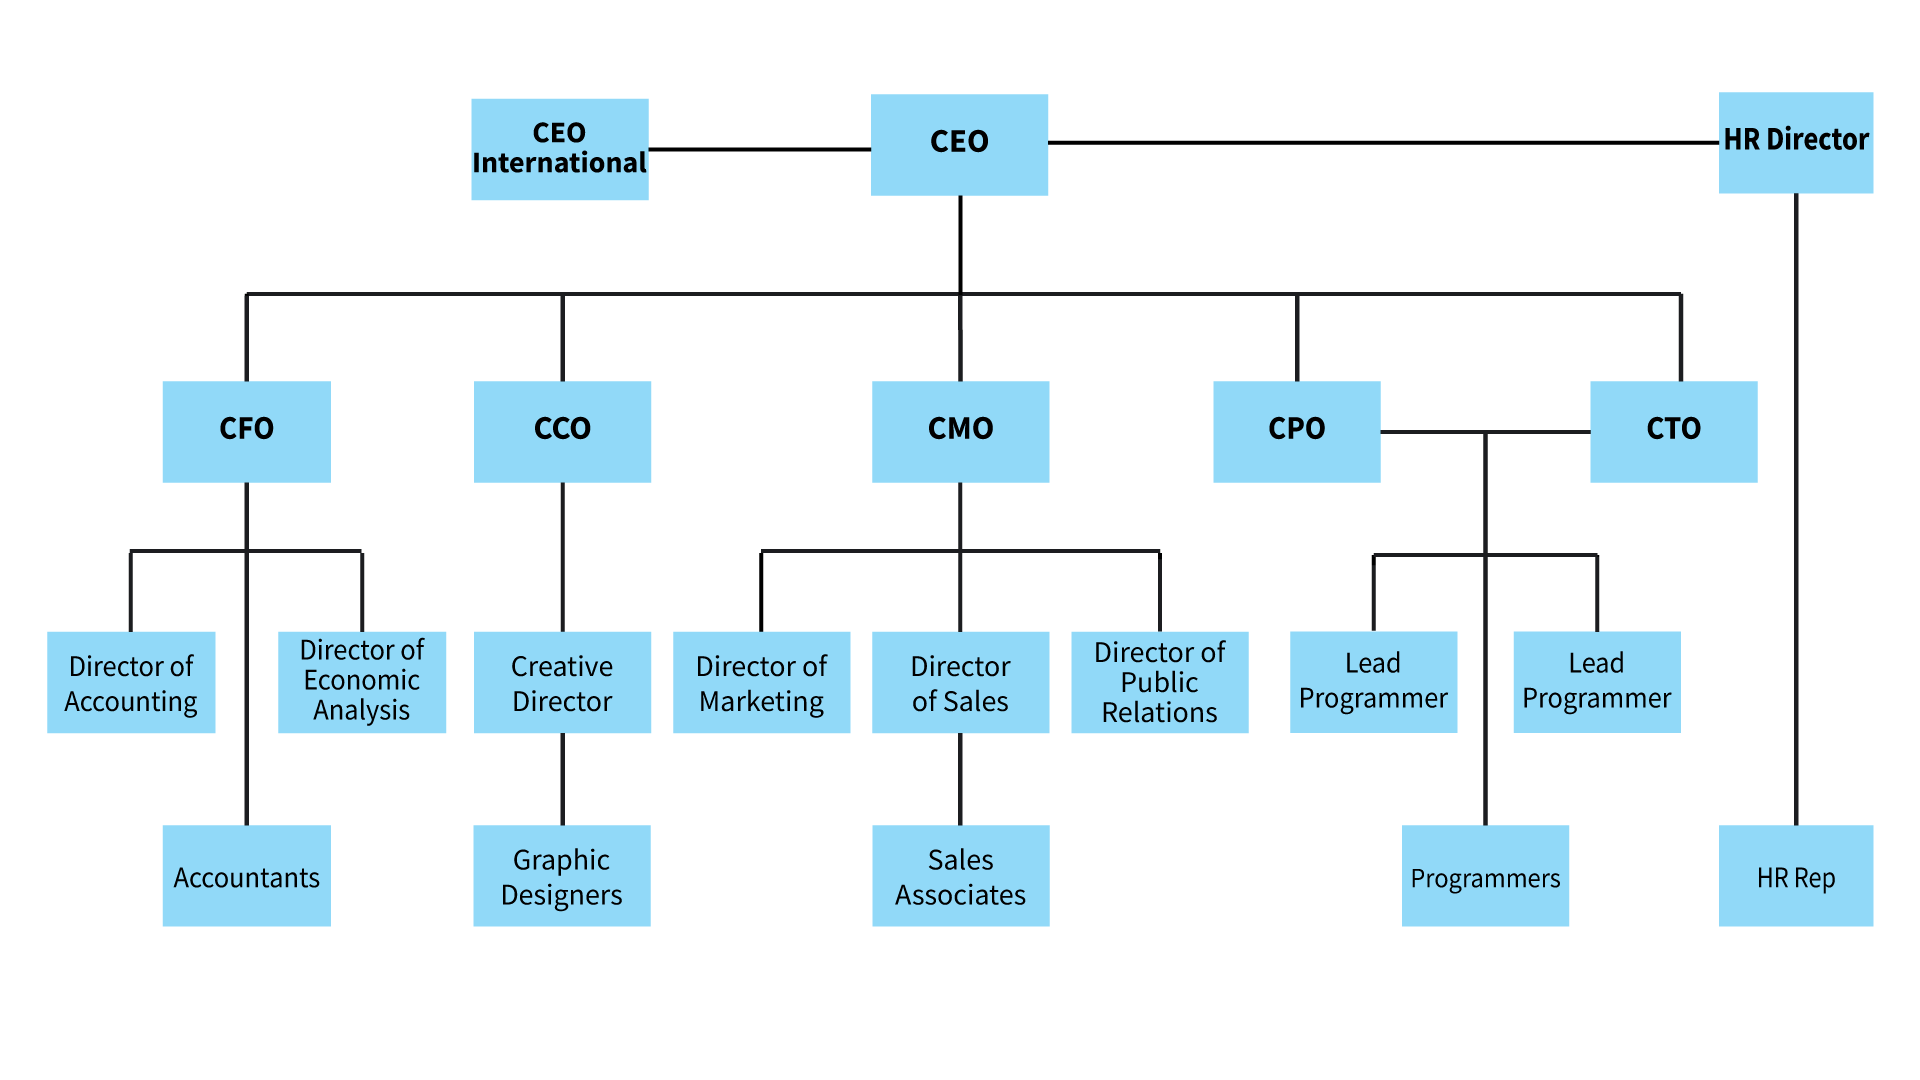 CEO
International
CEO
HR Director
CFO
CCO
CMO
CPO
CTO
Director of
Accounting
Director of
Economic
Analysis
Creative
Director
Director of
Marketing
Director
of Sales
Director of
Public
Relations
Lead
Programmer
Lead
Programmer
Accountants
Graphic
Designers
Sales
Associates
Programmers
HR Rep